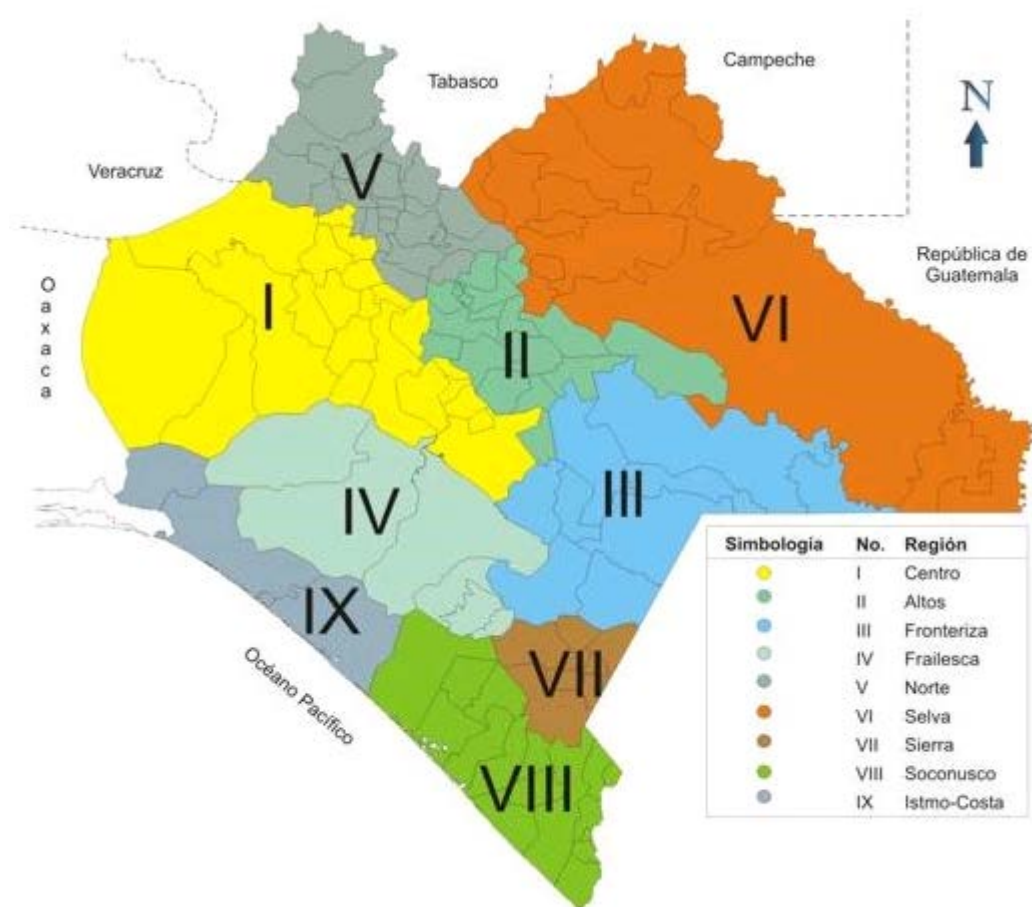 Campeche
Tabasco
N
Veracruz
V
República de
Guatemala
Oaxaca
I
VI
II
III
IV
IX
VII
VIII
Océano Pacífico
Simbología No. Región
I Centro
II Altos
III Fronteriza
IV Frailesca
V Norte
VI Selva
VII Sierra
VIII Soconusco
IX Istmo-Costa